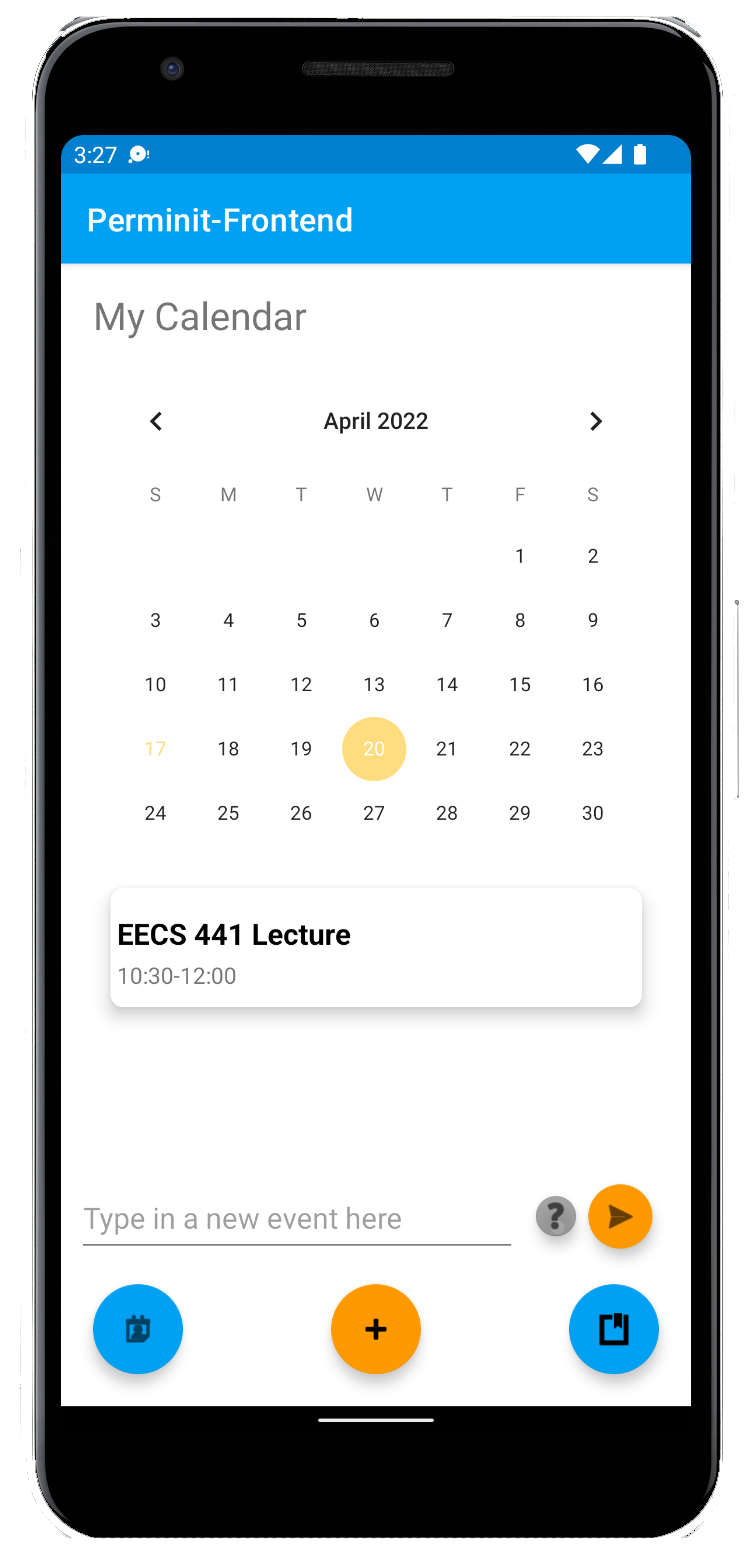 3:27
Perminit-Frontend
My Calendar
April 2022
S M T W T F S
1 2
3 4 5 6 7 8 9
10 11 12 13 14 15 16
17 18 19 20 21 22 23
24 25 26 27 28 29 30
EECS 441 Lecture
10:30-12:00
Type in a new event here
?